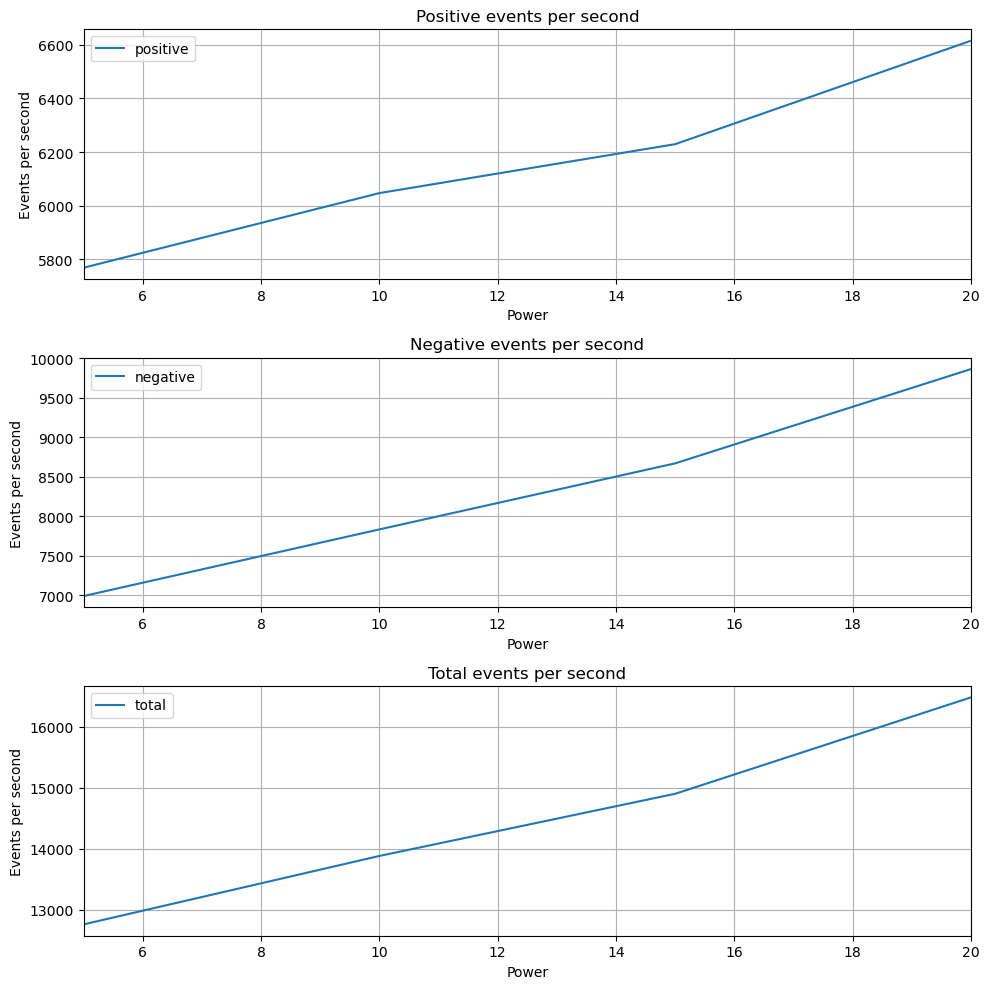 Positive events per second
positive
Events per second
6600
6400
6200
6000
5800
6 8 10 12 14 16 18 20
Power
Negative events per second
negative
Events per second
10000
9500
9000
8500
8000
7500
7000
6 8 10 12 14 16 18 20
Power
Total events per second
total
Events per second
16000
15000
14000
13000
6 8 10 12 14 16 18 20
Power